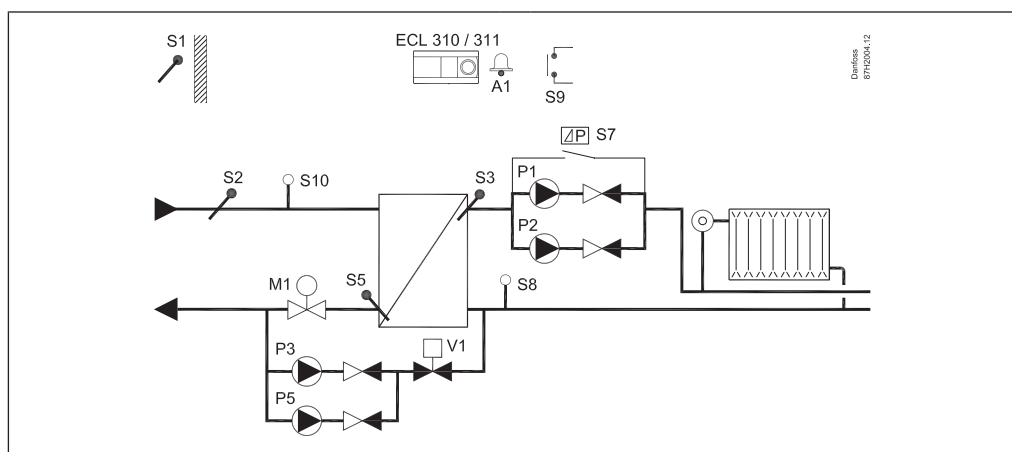 S1
ECL 310 / 311
A1
S9
Danfoss
87H2004.12
ΔP S7
S2
S10
S3
P1
P2
M1
S5
S8
P3
V1
P5